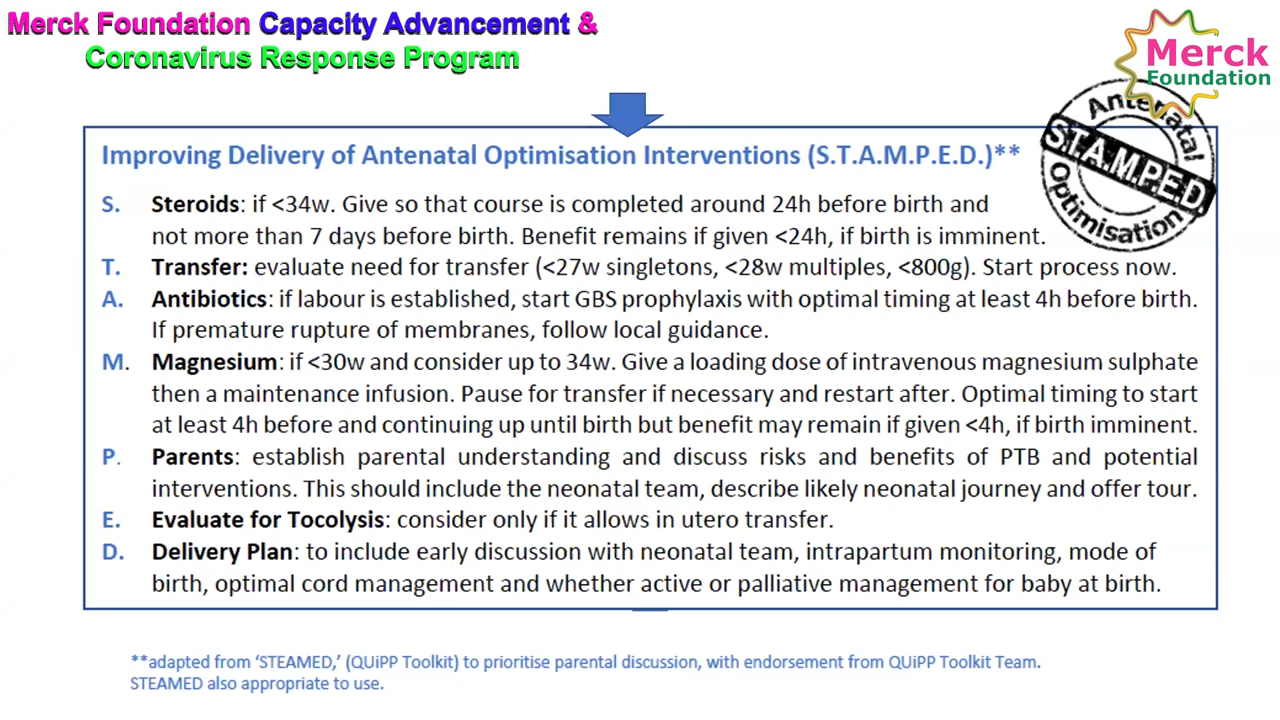 Merck Foundation Capacity Advancement &
Coronavirus Response Program
Merck
Foundation
Antenatal
S.T.A.M.P.E.D.
Optimisation
Improving Delivery of Antenatal Optimisation Interventions (S.T.A.M.P.E.D.)**
S. Steroids: if <34w. Give so that course is completed around 24h before birth and
not more than 7 days before birth. Benefit remains if given <24h, if birth is imminent.
T. Transfer: evaluate need for transfer (<27w singletons, <28w multiples, <800g). Start process now.
A. Antibiotics: if labour is established, start GBS prophylaxis with optimal timing at least 4h before birth.
If premature rupture of membranes, follow local guidance.
M. Magnesium: if <30w and consider up to 34w. Give a loading dose of intravenous magnesium sulphate
then a maintenance infusion. Pause for transfer if necessary and restart after. Optimal timing to start
at least 4h before and continuing up until birth but benefit may remain if given <4h, if birth imminent.
P. Parents: establish parental understanding and discuss risks and benefits of PTB and potential
interventions. This should include the neonatal team, describe likely neonatal journey and offer tour.
E. Evaluate for Tocolysis: consider only if it allows in utero transfer.
D. Delivery Plan: to include early discussion with neonatal team, intrapartum monitoring, mode of
birth, optimal cord management and whether active or palliative management for baby at birth.
**adapted from ‘STEAMED,’ (QUiPP Toolkit) to prioritise parental discussion, with endorsement from QUiPP Toolkit Team.
STEAMED also appropriate to use.